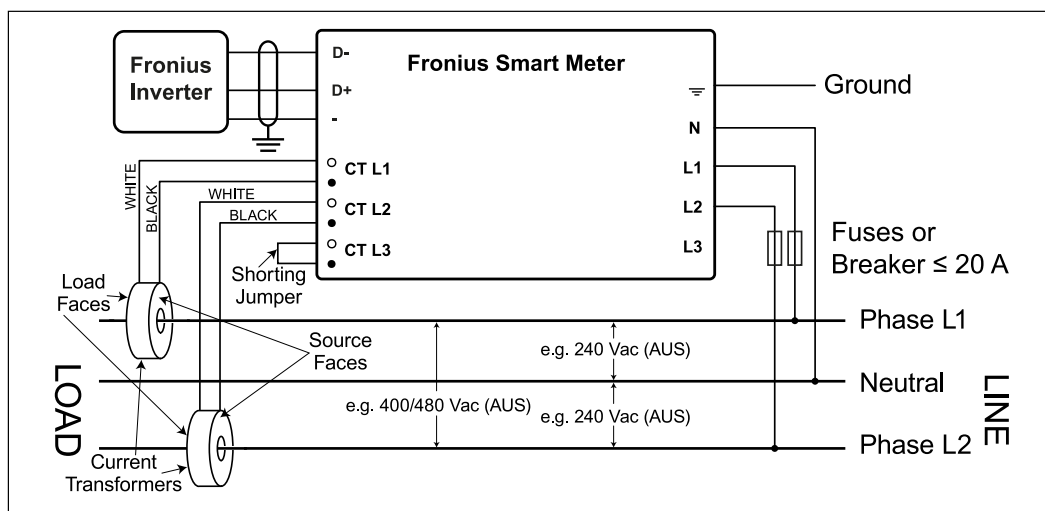 Fronius
Inverter
D-
D+
-
Fronius Smart Meter
Ground
N
L1
L2
L3
CT L1
CT L2
CT L3
WHITE
BLACK
WHITE
BLACK
Shorting
Jumper
Fuses or
Breaker ≤ 20 A
Load
Faces
Source
Faces
Phase L1
e.g. 240 Vac (AUS)
Neutral
e.g. 400/480 Vac (AUS)
e.g. 240 Vac (AUS)
Phase L2
LOAD
LINE
Current
Transformers